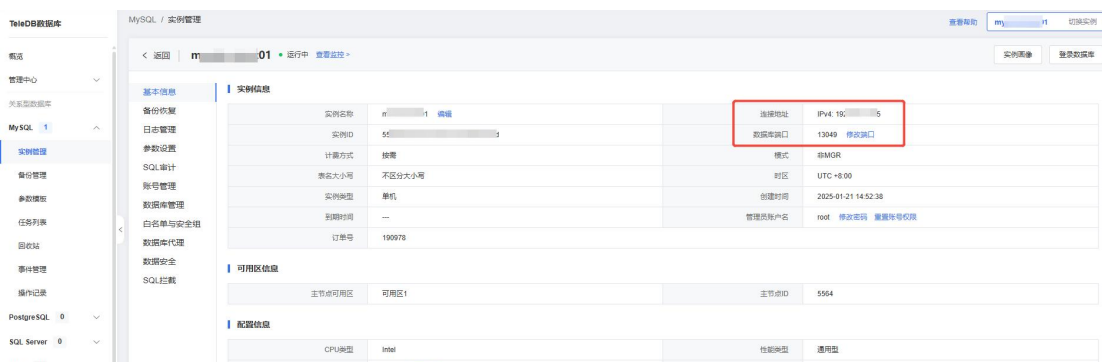 TeleDB数据库
MySQL / 实例管理
查看帮助
切换实例
概览
管理中心
关系型数据库
MySQL 1
实例管理
备份管理
参数模板
任务列表
回收站
事件管理
操作记录
PostgreSQL 0
SQL Server 0
< 返回
01 运行中 查看监控 >
实例画像
登录数据库
基本信息
备份恢复
日志管理
参数设置
SQL审计
账号管理
数据库管理
白名单与安全组
数据库代理
数据安全
SQL拦截
实例信息
实例名称 编辑
连接地址 IPv4: 192
实例ID 55
数据库端口 13049 修改端口
计费方式 按需
模式 非MGR
表名大小写 不区分大小写
时区 UTC +8:00
实例类型 单机
创建时间 2025-01-21 14:52:38
到期时间 ---
管理员账户名 root 修改密码 重置账号权限
订单号 190978
可用区信息
主节点可用区 可用区1
主节点ID 5564
配置信息
CPU类型 Intel
性能类型 通用型